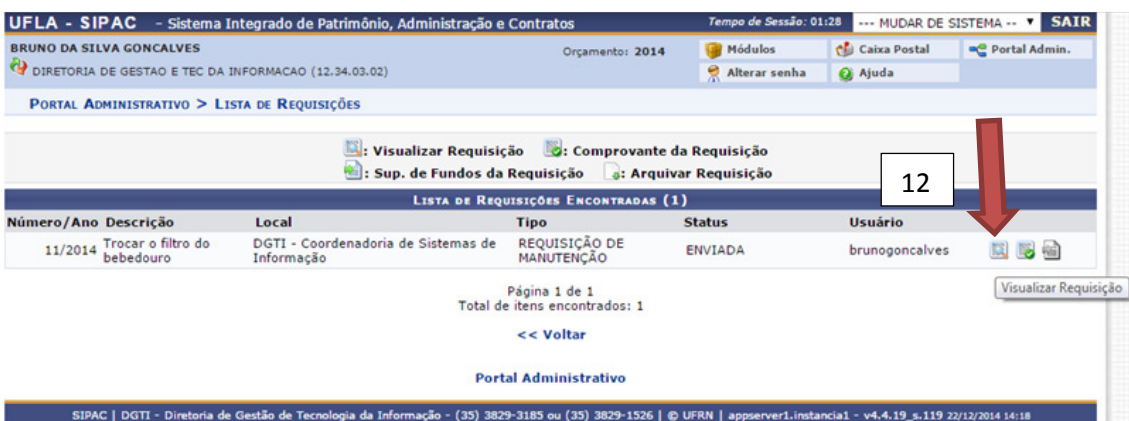 UFLA - SIPAC - Sistema Integrado de Patrimônio, Administração e Contratos Tempo de Sessão: 01:28 --- MUDAR DE SISTEMA -- SAIR
BRUNO DA SILVA GONCALVES Orçamento: 2014 Módulos Caixa Postal Portal Admin.
DIRETORIA DE GESTAO E TEC DA INFORMACAO (12.34.03.02) Alterar senha Ajuda
PORTAL ADMINISTRATIVO > LISTA DE REQUISIÇÕES
: Visualizar Requisição : Comprovante da Requisição
: Sup. de Fundos da Requisição : Arquivar Requisição
12
LISTA DE REQUISIÇÕES ENCONTRADAS (1)
Número/Ano Descrição Local Tipo Status Usuário
11/2014 Trocar o filtro do bebedouro DGTI - Coordenadoria de Sistemas de Informação REQUISIÇÃO DE MANUTENÇÃO ENVIADA brunogoncalves
Visualizar Requisição
Página 1 de 1
Total de itens encontrados: 1
<< Voltar
Portal Administrativo
SIPAC | DGTI - Diretoria de Gestão de Tecnologia da Informação - (35) 3829-3185 ou (35) 3829-1526 | © UFRN | appserver1.instancia1 - v4.4.19_s.119 22/12/2014 14:18